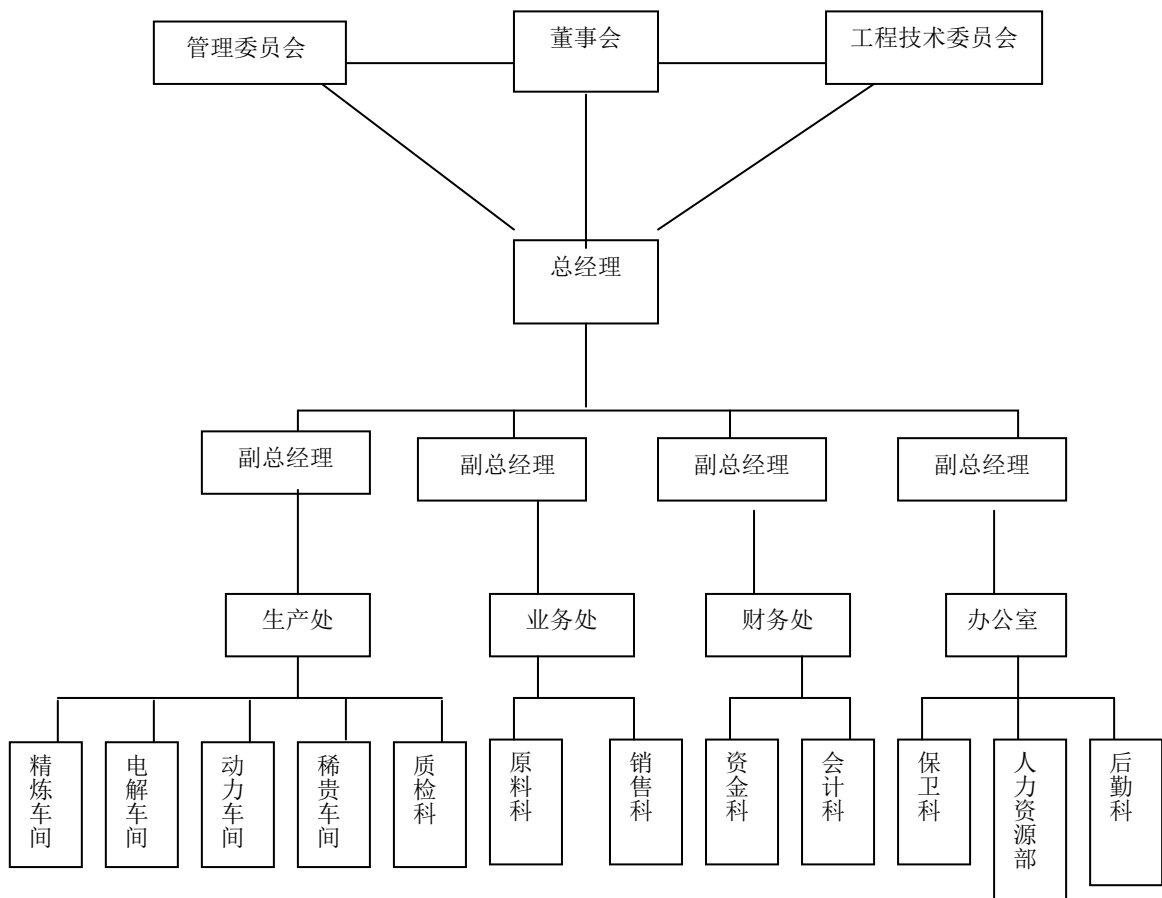 管理委员会
董事会
工程技术委员会
总经理
副总经理
副总经理
副总经理
副总经理
生产处
业务处
财务处
办公室
精炼车间
电解车间
动力车间
稀贵车间
质检科
原料科
销售科
资金科
会计科
保卫科
人力资源部
后勤科